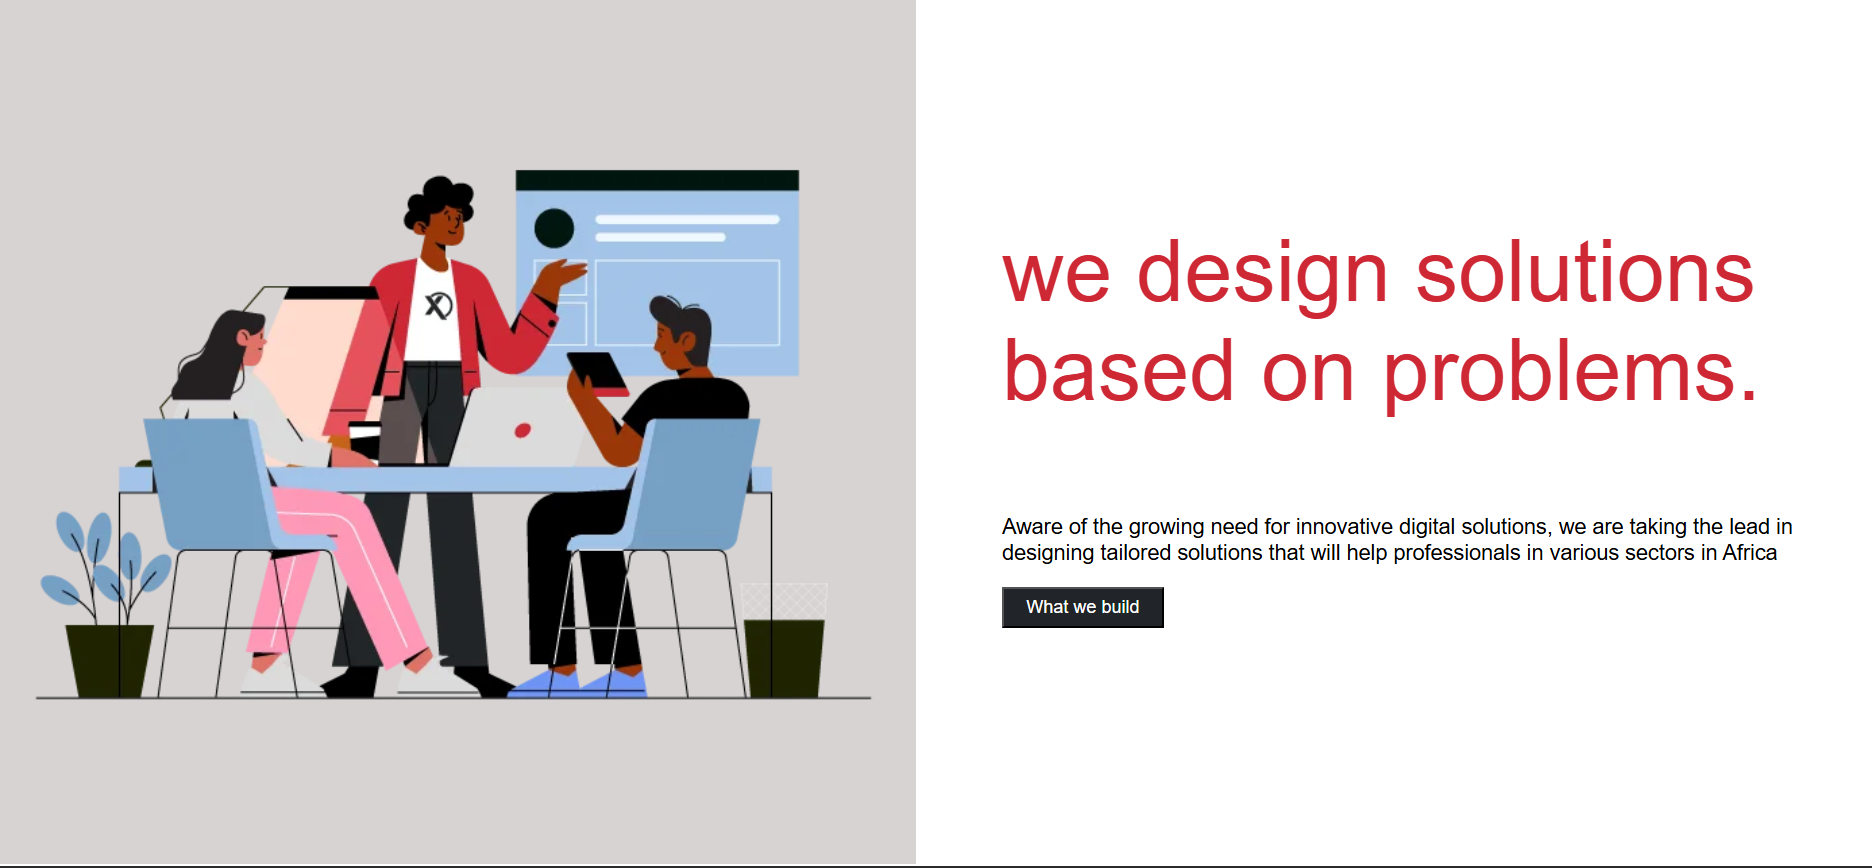 we design solutions
based on problems.
Aware of the growing need for innovative digital solutions, we are taking the lead in
designing tailored solutions that will help professionals in various sectors in Africa
What we build